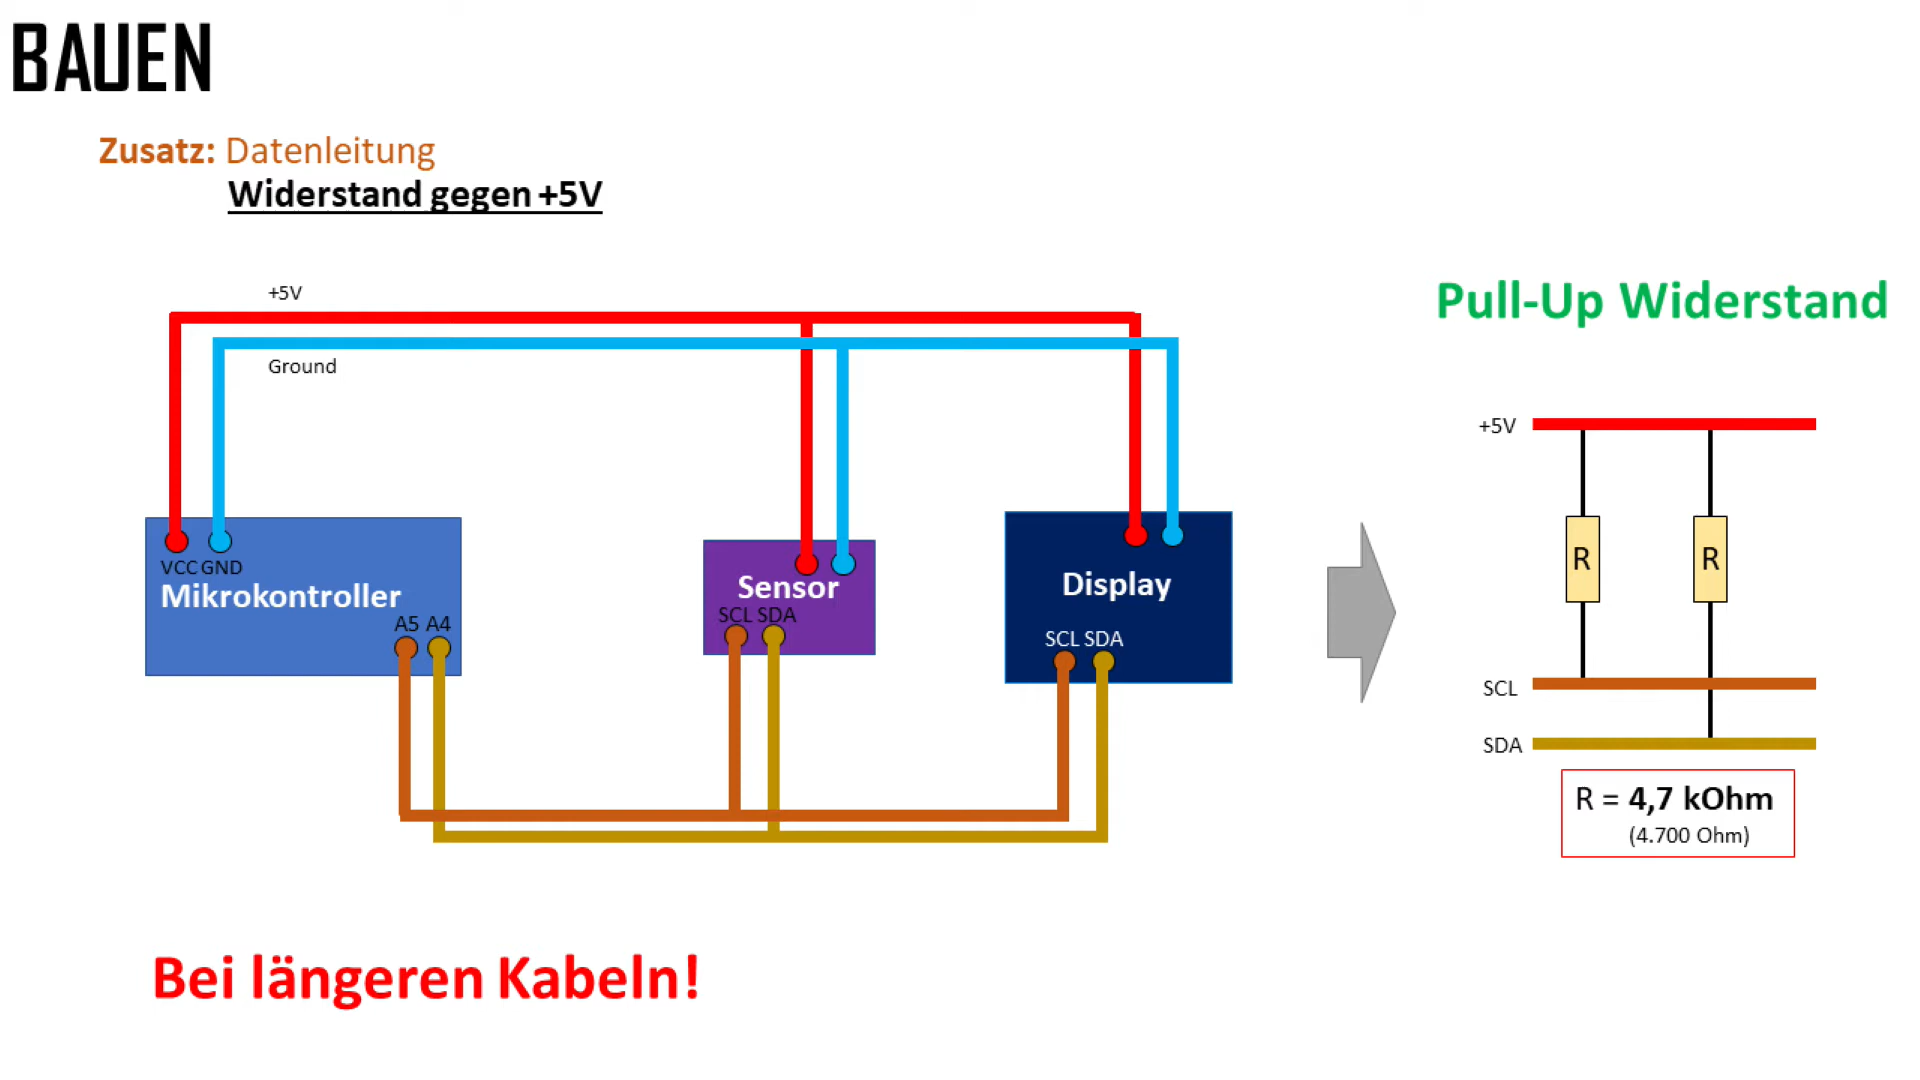 BAUEN
Zusatz: Datenleitung
Widerstand gegen +5V
+5V
Ground
VCC GND
Mikrokontroller
A5 A4
Sensor
SCL SDA
Display
SCL SDA
Pull-Up Widerstand
+5V
R R
SCL
SDA
R = 4,7 kOhm
(4.700 Ohm)
Bei längeren Kabeln!